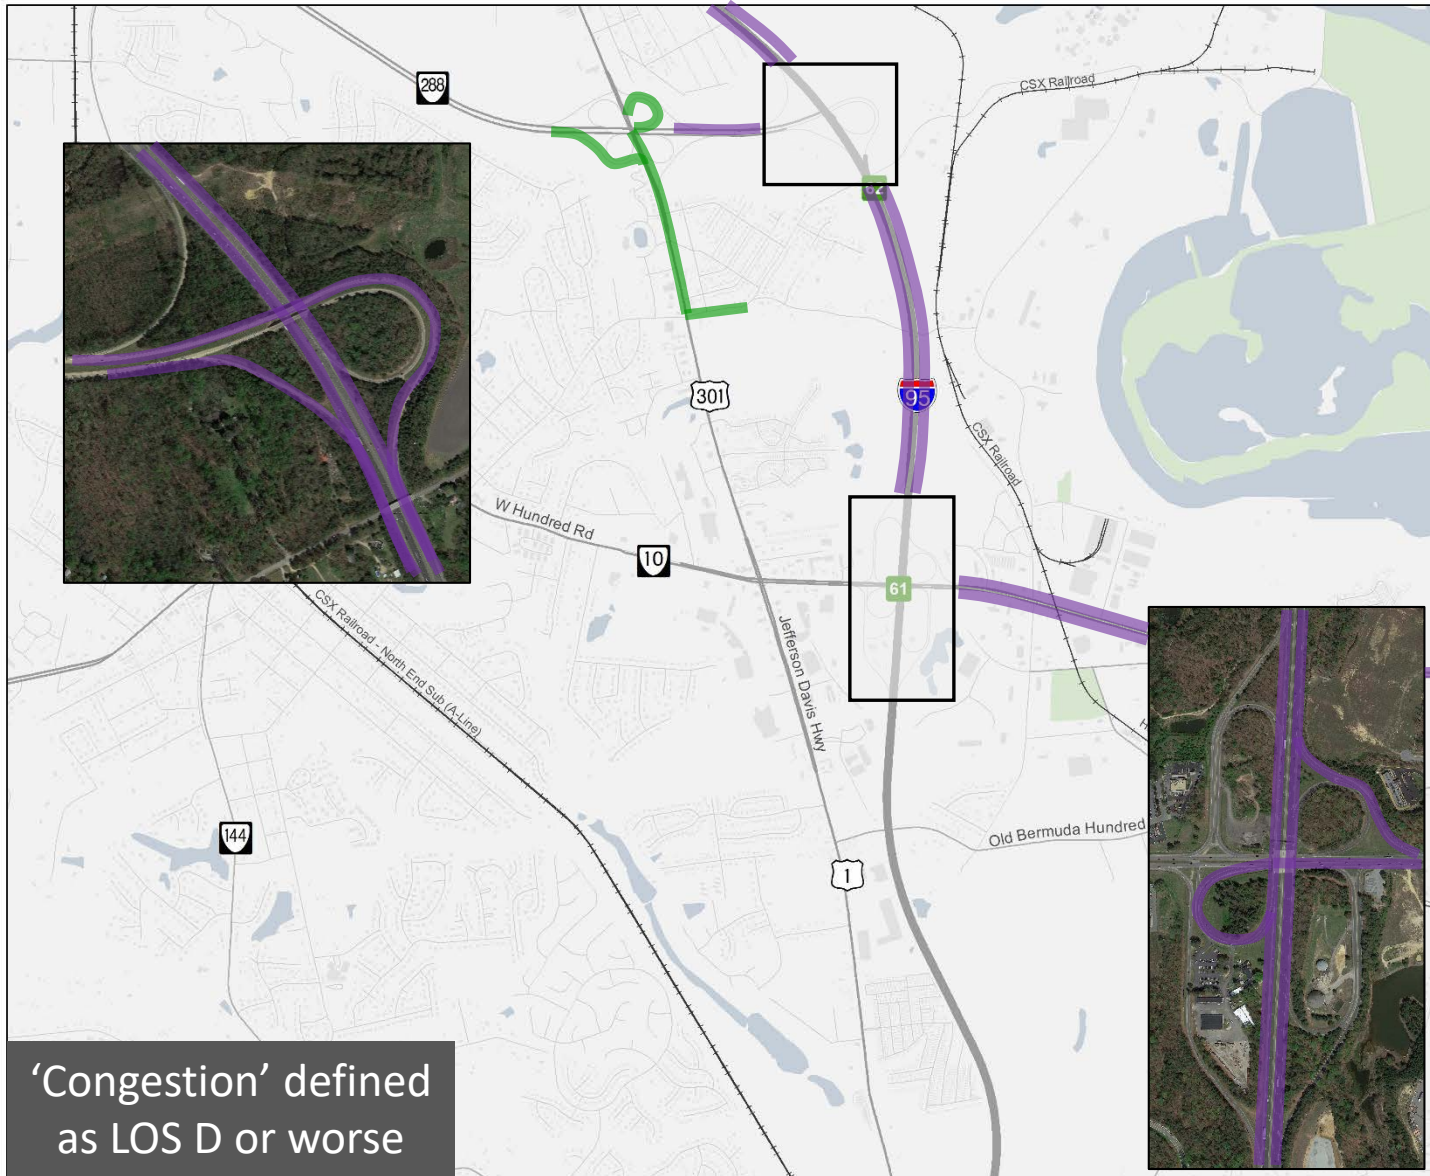 CSX Railroad
288
62
301
95
CSX Railroad
W Hundred Rd
10
61
CSX Railroad - North End Sub (A-Line)
Jefferson Davis Hwy
144
Old Bermuda Hundred
1
‘Congestion’ defined
as LOS D or worse